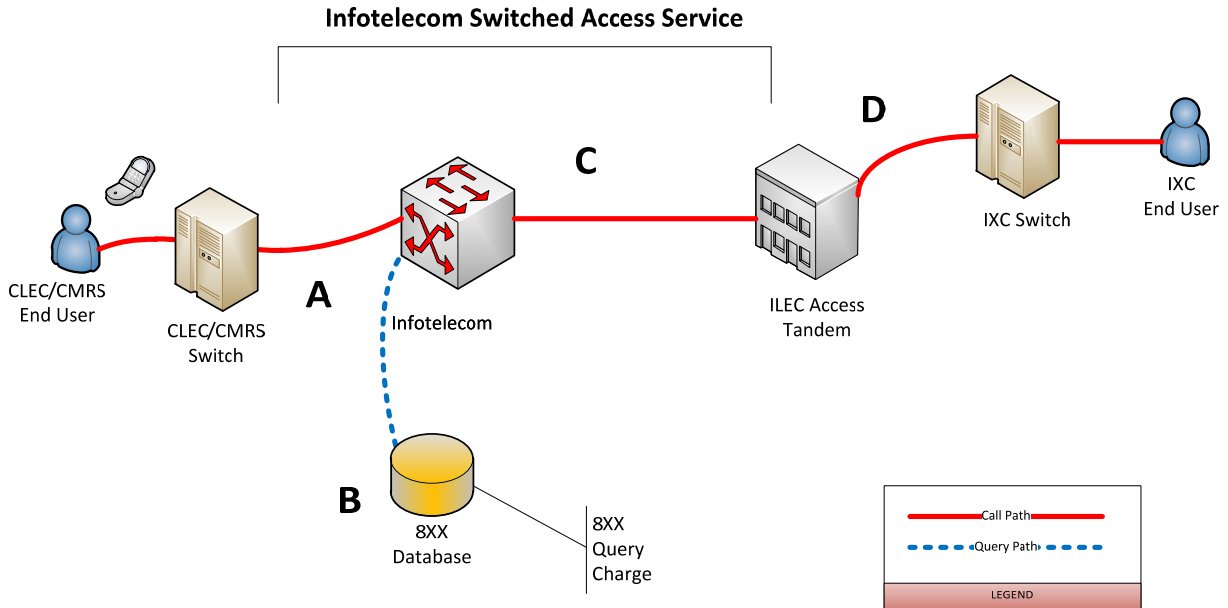 Infotelecom Switched Access Service
D
C
IXC Switch
IXC
End User
CLEC/CMRS
End User
A
CLEC/CMRS
Switch
Infotelecom
ILEC Access
Tandem
B
8XX
Database
8XX
Query
Charge
Call Path
Query Path
LEGEND